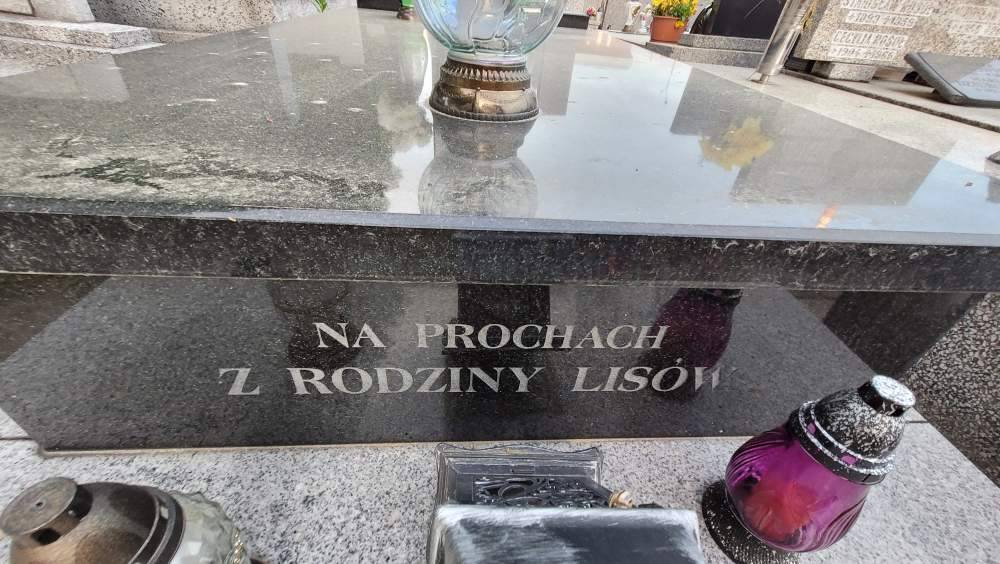 NA PROCHACH
Z RODZINY LISÓW